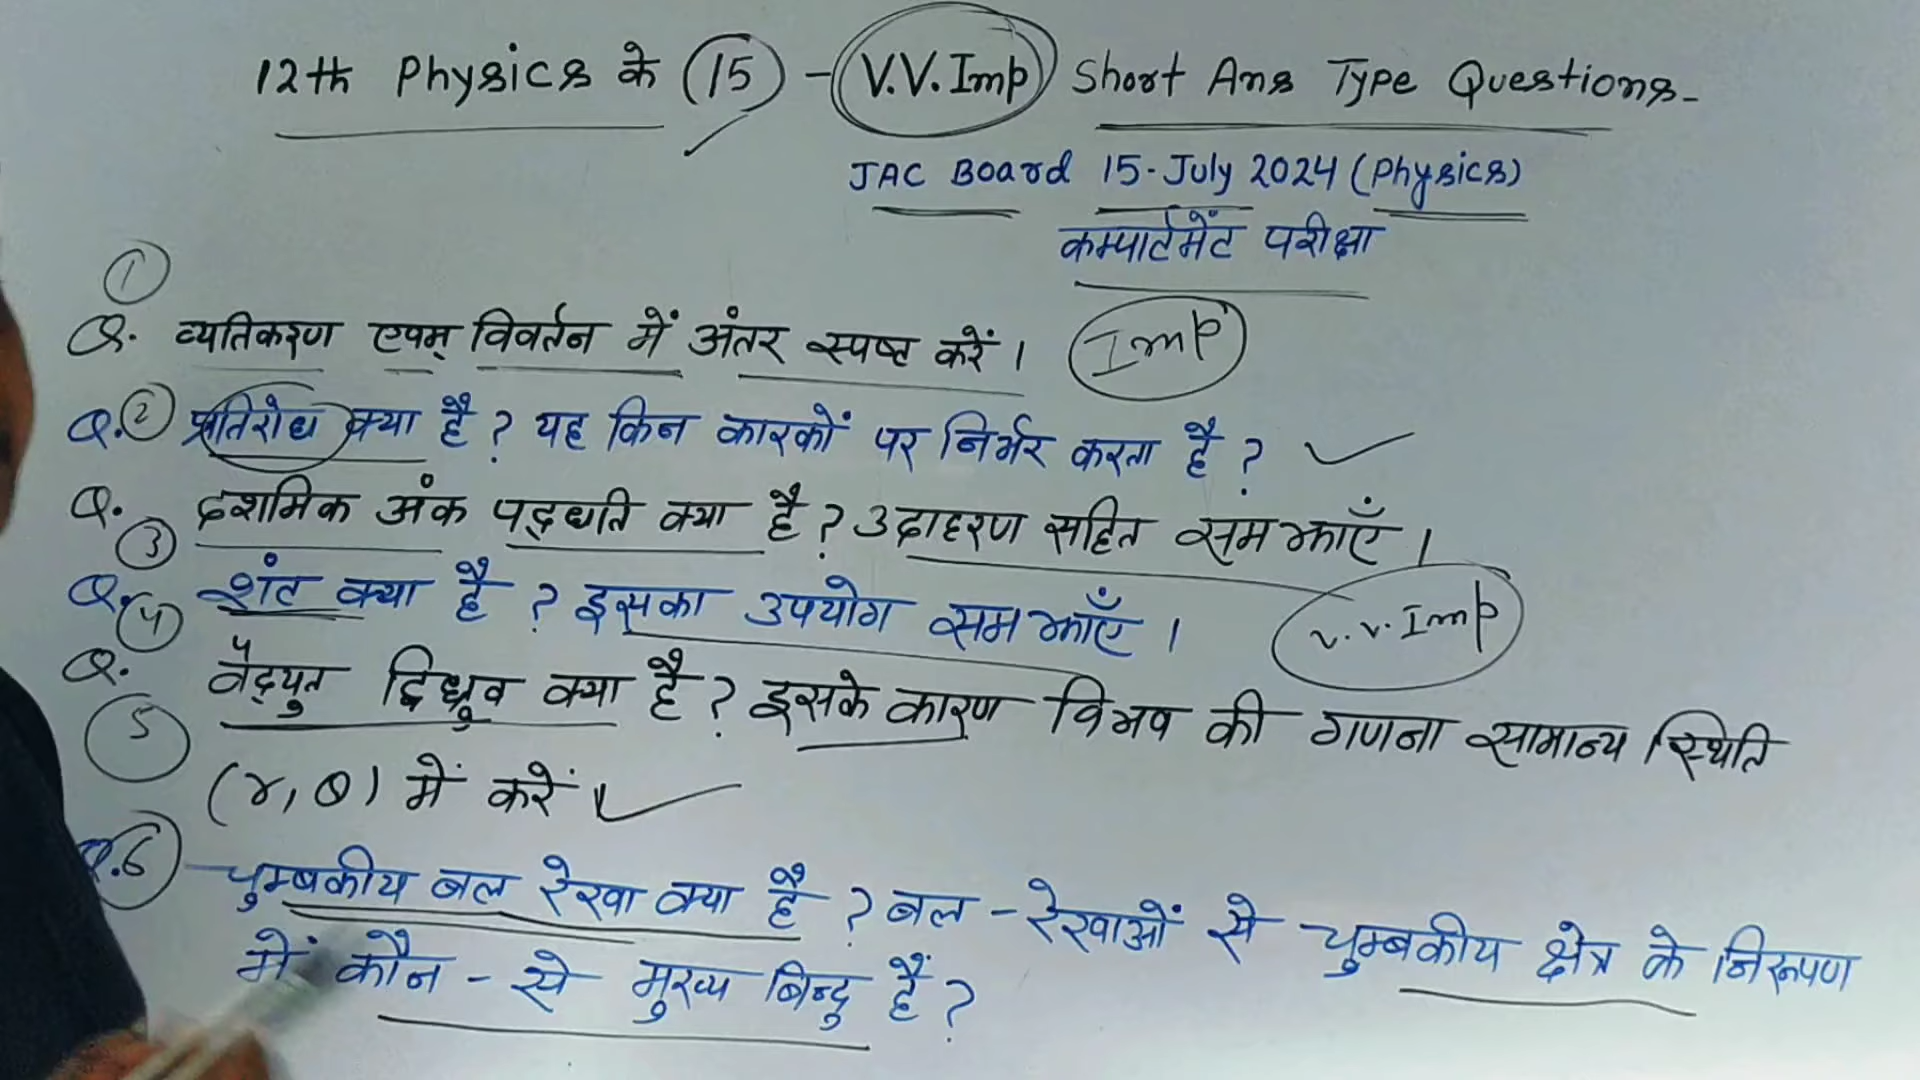 12th Physics के (15) - V.V.Imp Short Ans Type Questions-
JAC Board 15-July 2024 (Physics)
कम्पार्टमेंट परीक्षा
1
Q. व्यतिकरण एवम् विवर्तन में अंतर स्पष्ट करें। Imp
Q. 2 प्रतिरोध क्या है? यह किन कारकों पर निर्भर करता है?
Q. 3 दशमिक अंक पद्धति क्या है? उदाहरण सहित समझाएँ।
Q. 4 शंट क्या है? इसका उपयोग समझाएँ। v.v.Imp
Q. 5 वैद्युत द्विध्रुव क्या है? इसके कारण विभव की गणना सामान्य स्थिति
(r, θ) में करें
Q.6 चुम्बकीय बल रेखा क्या है? बल-रेखाओं से चुम्बकीय क्षेत्र के निरूपण
में कौन-से मुख्य बिन्दु हैं?